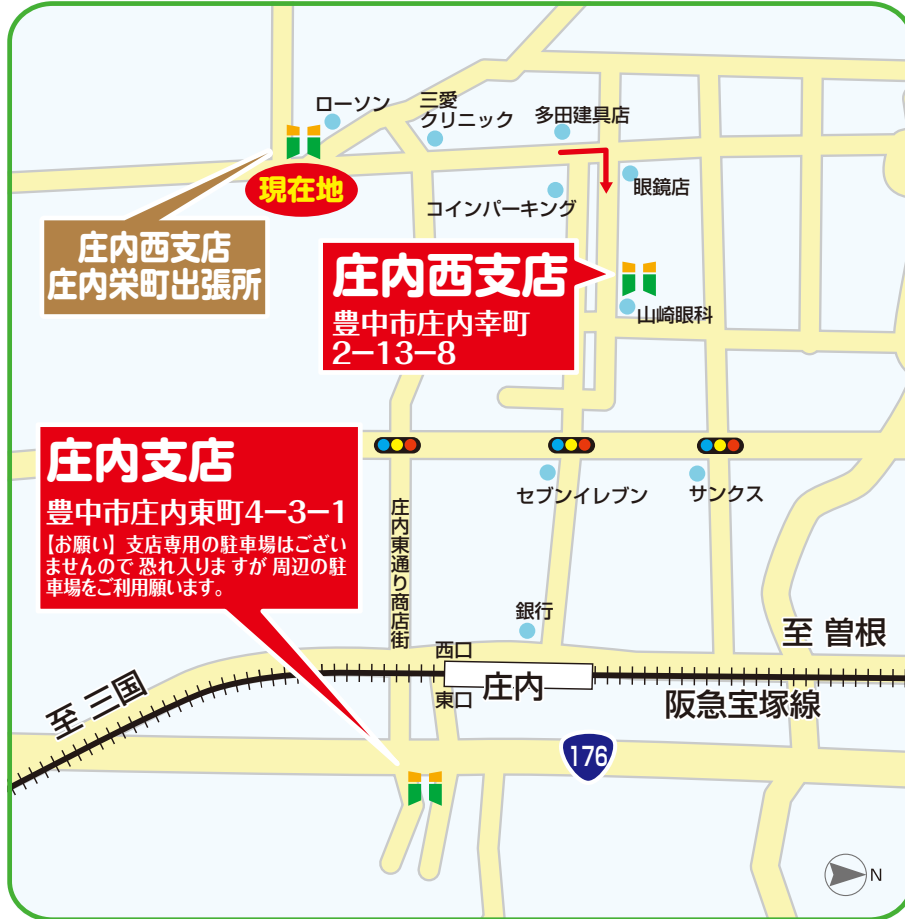 ローソン
三愛
クリニック
多田建具店
現在地
眼鏡店
コインパーキング
庄内西支店
庄内栄町出張所
庄内西支店
豊中市庄内幸町
2−13−8
山崎眼科
庄内支店
豊中市庄内東町4−3−1
【お願い】支店専用の駐車場はござい
ませんので 恐れ入りま すが 周辺の駐
車場をご利用願います。
セブンイレブン
サンクス
庄内東通り商店街
銀行
西口
至 曽根
庄内
至 三国
東口
阪急宝塚線
176
N